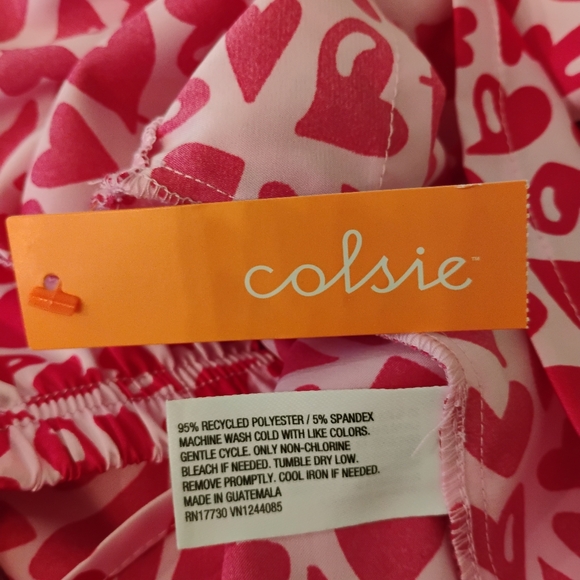 colsie™
95% RECYCLED POLYESTER / 5% SPANDEX
MACHINE WASH COLD WITH LIKE COLORS.
GENTLE CYCLE. ONLY NON-CHLORINE
BLEACH IF NEEDED. TUMBLE DRY LOW.
REMOVE PROMPTLY. COOL IRON IF NEEDED.
MADE IN GUATEMALA
RN17730 VN1244085